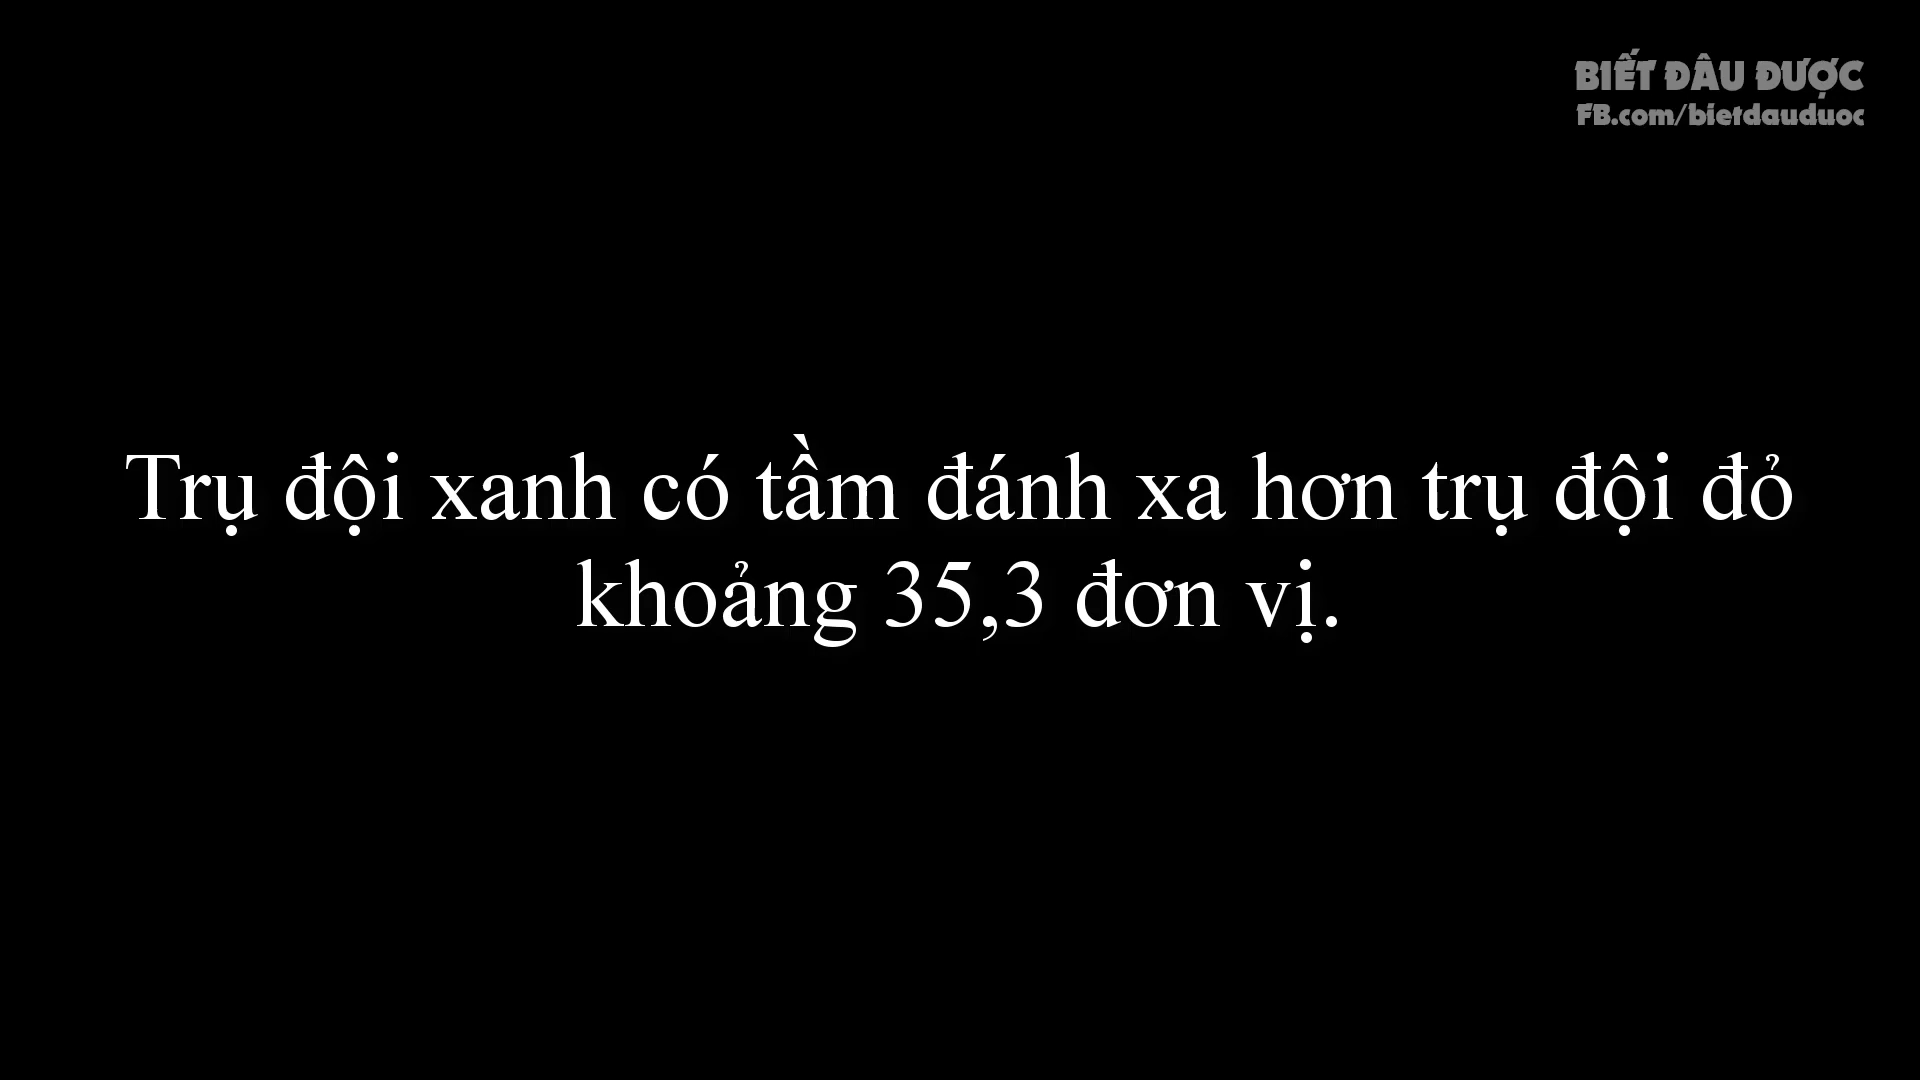 BIẾT ĐÂU ĐƯỢC
FB.com/bietdauduoc
Trụ đội xanh có tầm đánh xa hơn trụ đội đỏ
khoảng 35,3 đơn vị.